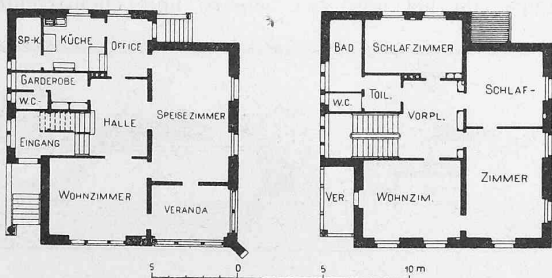 SP.-K.
KÜCHE
OFFICE
GARDEROBE
W.C.
HALLE
SPEISEZIMMER
EINGANG
WOHNZIMMER
VERANDA
BAD
SCHLAFZIMMER
W.C.
TOIL.
VORPL.
SCHLAF-
ZIMMER
VER.
WOHNZIM.
5 0 5 10 m